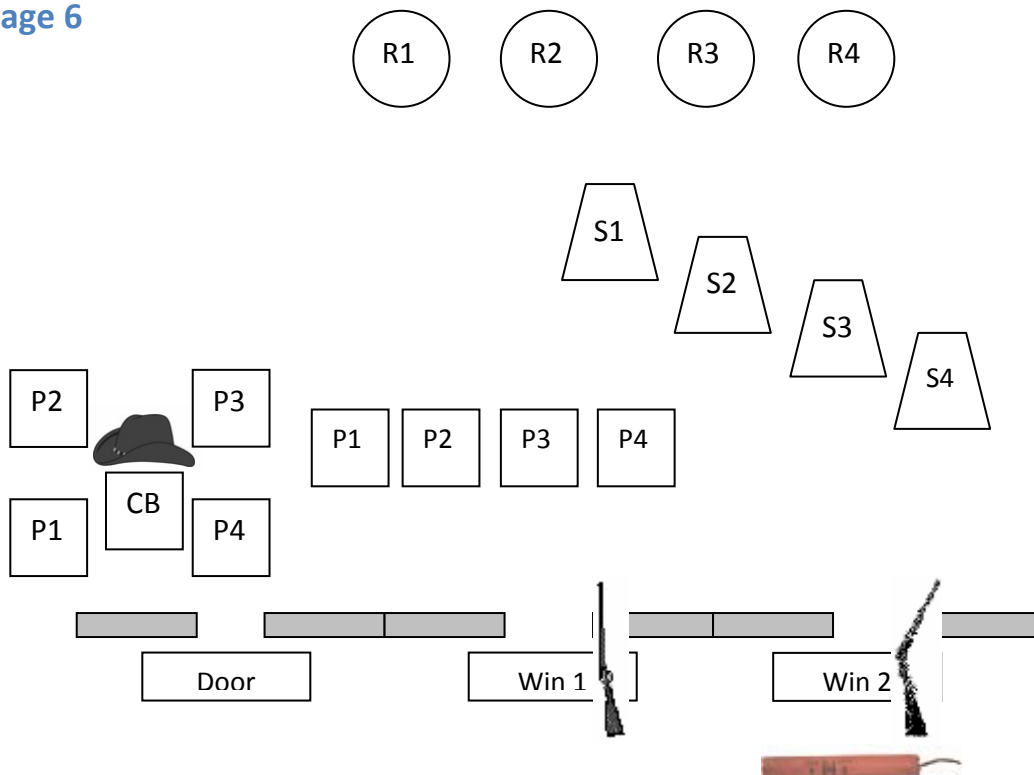 age 6
R1 R2 R3 R4
S1
S2
S3
S4
P2 P3
P1 P2 P3 P4
CB
P1 P4
Door Win 1 Win 2
TNT